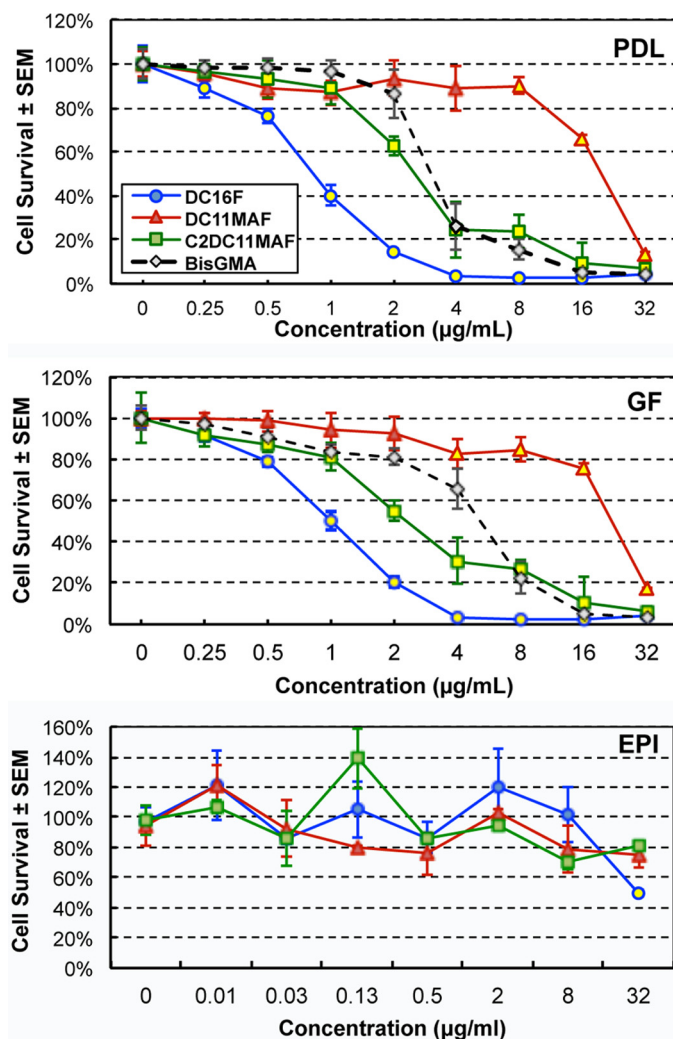 PDL
Cell Survival ± SEM
120%
100%
80%
60%
40%
20%
0%
DC16F
DC11MAF
C2DC11MAF
BisGMA
0 0.25 0.5 1 2 4 8 16 32
Concentration (µg/mL)
GF
Cell Survival ± SEM
120%
100%
80%
60%
40%
20%
0%
0 0.25 0.5 1 2 4 8 16 32
Concentration (µg/mL)
EPI
Cell Survival ± SEM
160%
140%
120%
100%
80%
60%
40%
20%
0%
0 0.01 0.03 0.13 0.5 2 8 32
Concentration (µg/ml)